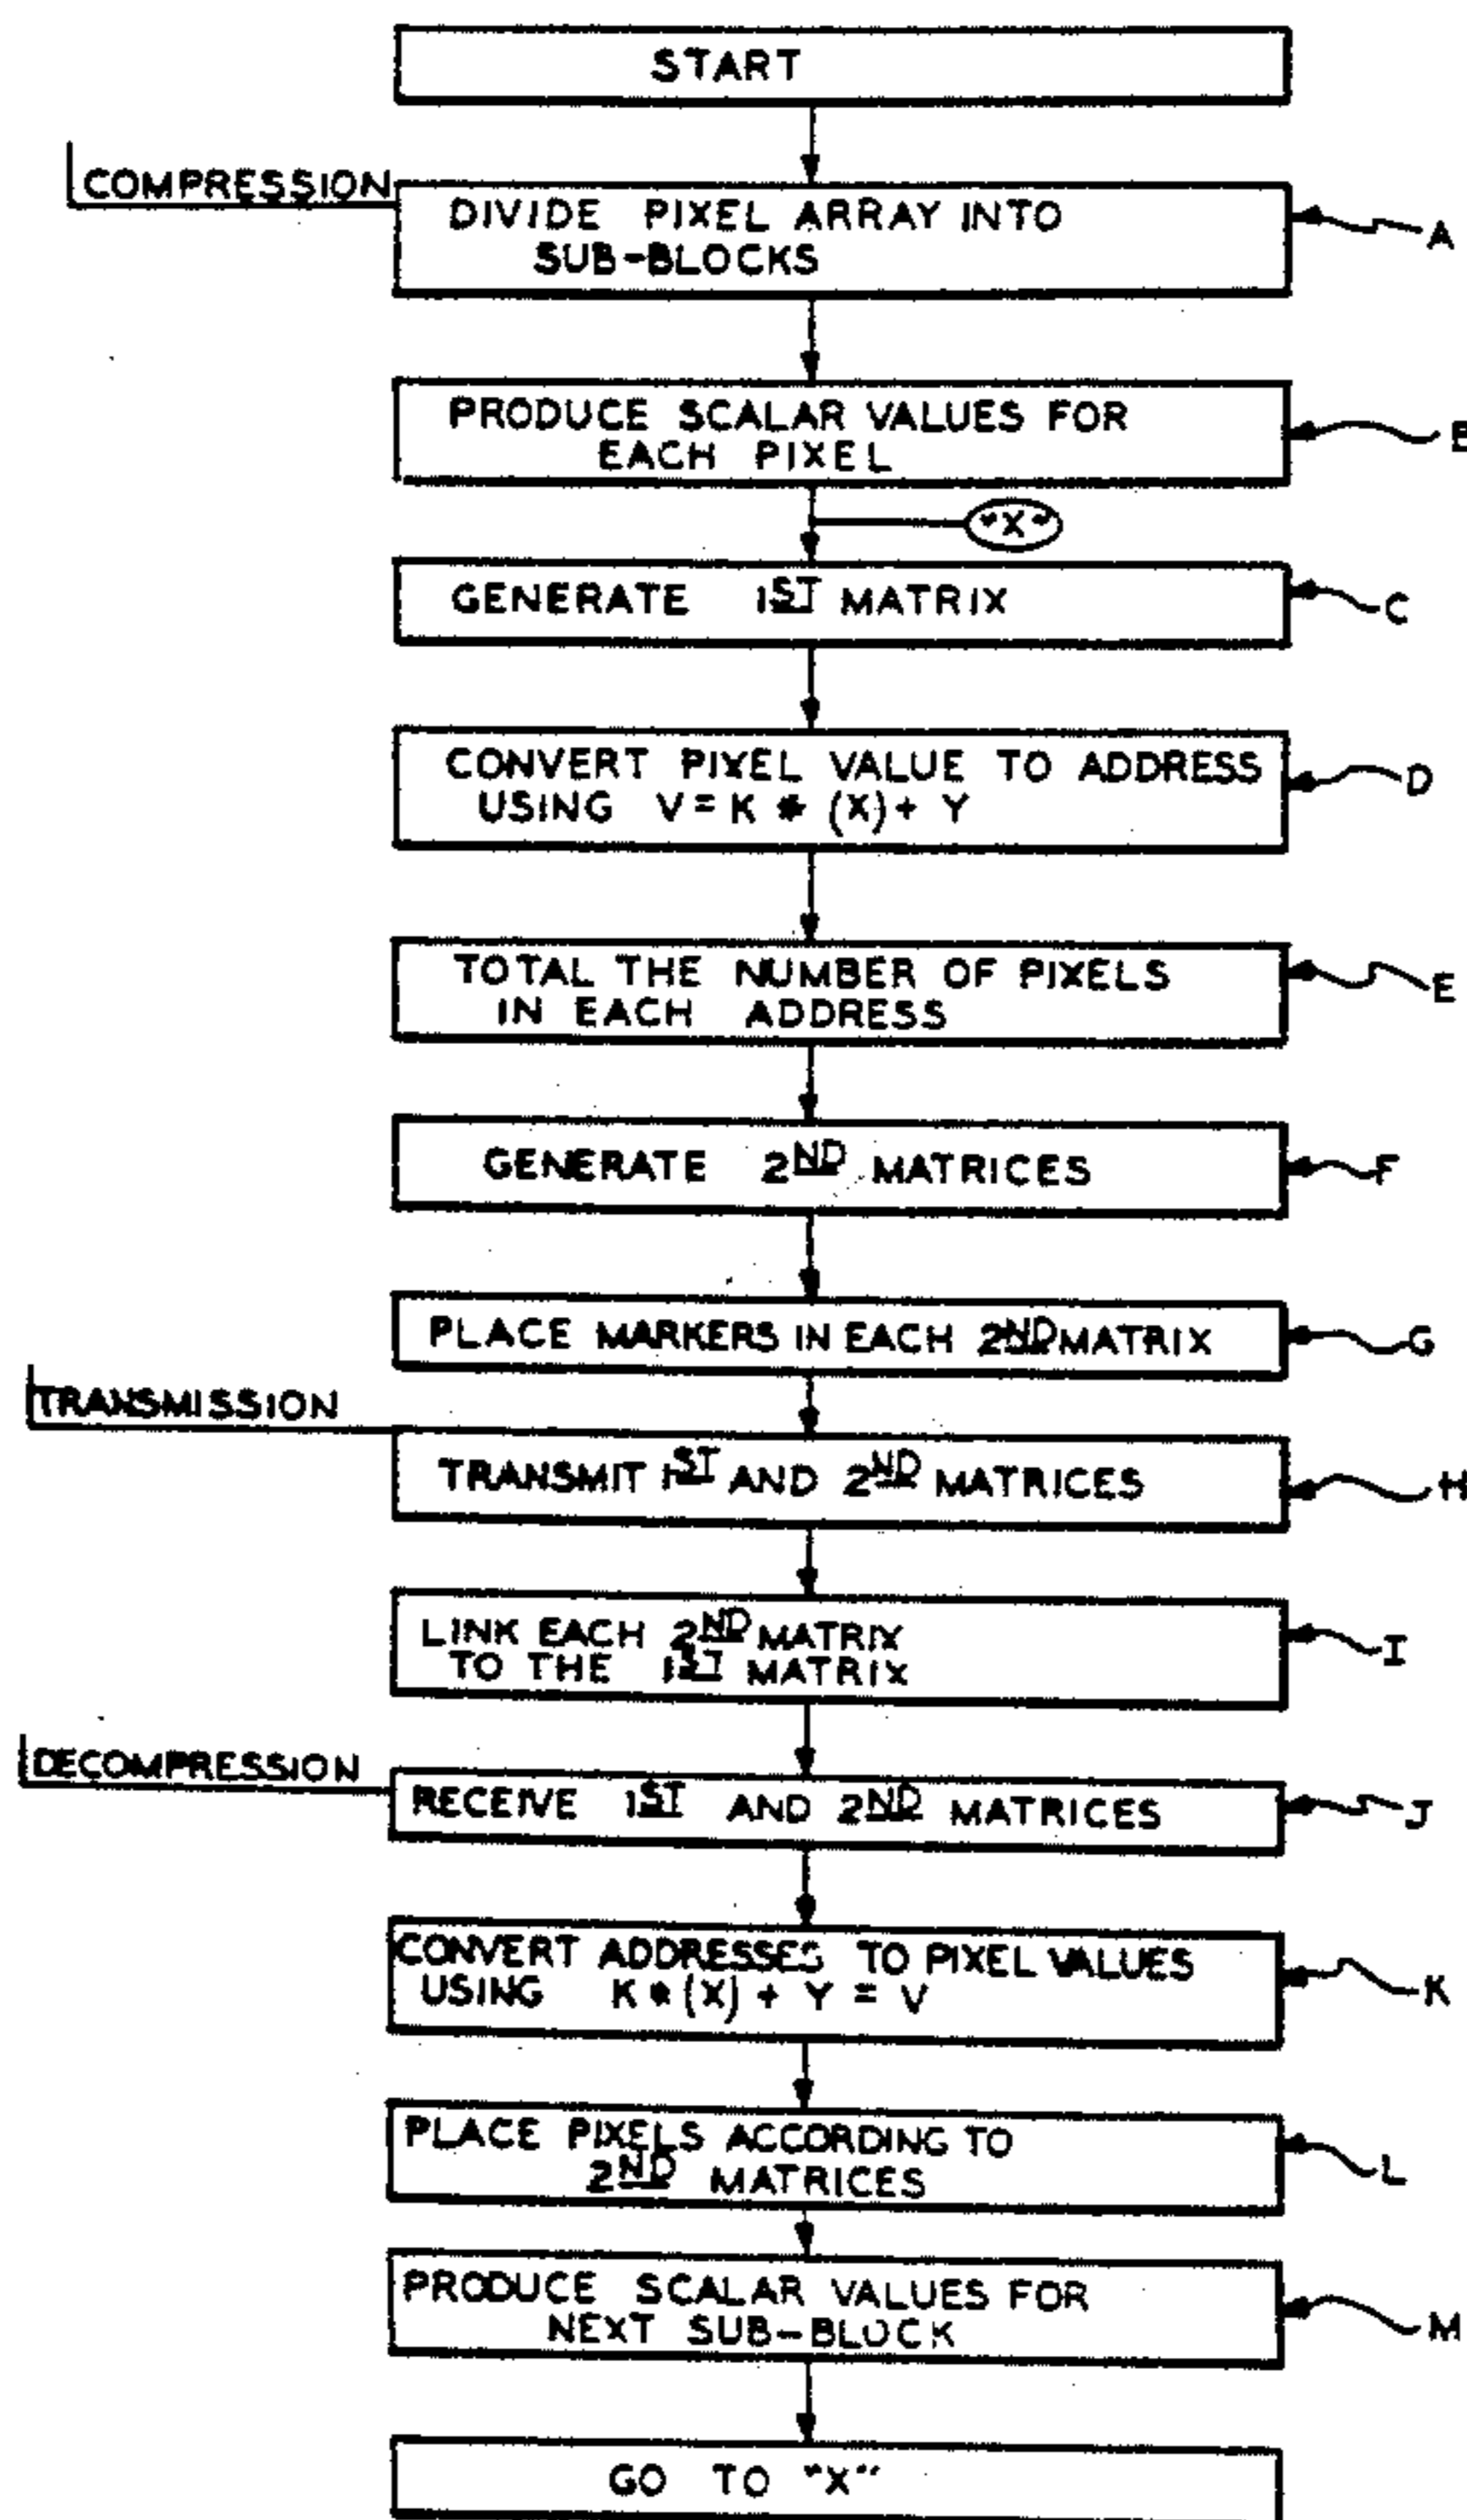 START
COMPRESSION
DIVIDE PIXEL ARRAY INTO
SUB-BLOCKS
A
PRODUCE SCALAR VALUES FOR
EACH PIXEL
B
"X"
GENERATE 1ST MATRIX
C
CONVERT PIXEL VALUE TO ADDRESS
USING V = K * (X) + Y
D
TOTAL THE NUMBER OF PIXELS
IN EACH ADDRESS
E
GENERATE 2ND MATRICES
F
PLACE MARKERS IN EACH 2ND MATRIX
G
TRANSMISSION
TRANSMIT 1ST AND 2ND MATRICES
H
LINK EACH 2ND MATRIX
TO THE 1ST MATRIX
I
DECOMPRESSION
RECEIVE 1ST AND 2ND MATRICES
J
CONVERT ADDRESSES TO PIXEL VALUES
USING K * (X) + Y = V
K
PLACE PIXELS ACCORDING TO
2ND MATRICES
L
PRODUCE SCALAR VALUES FOR
NEXT SUB-BLOCK
M
GO TO "X"